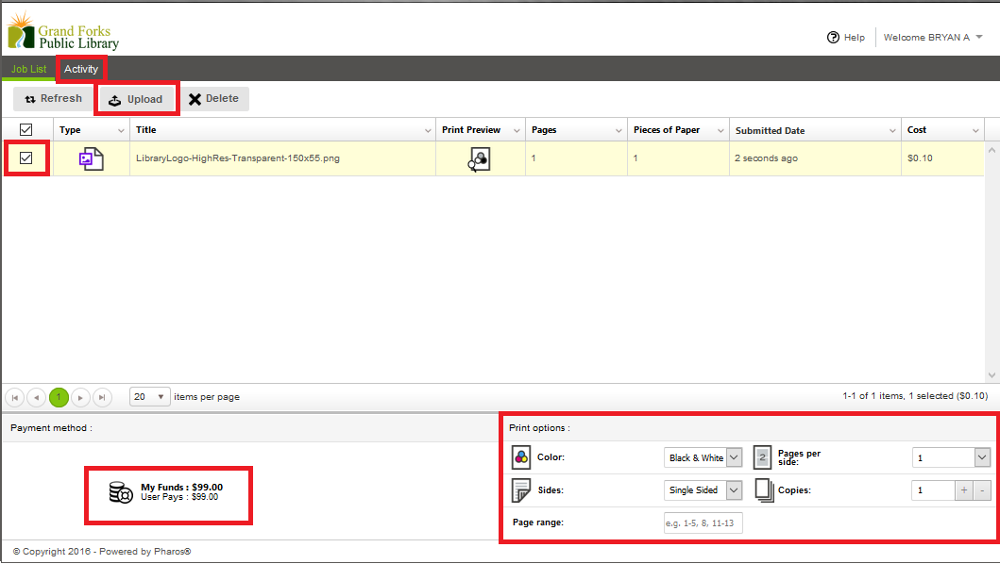 Grand Forks
Public Library
Help
Welcome BRYAN A
Job List
Activity
Refresh
Upload
Delete
Type
Title
Print Preview
Pages
Pieces of Paper
Submitted Date
Cost
LibraryLogo-HighRes-Transparent-150x55.png
1
1
2 seconds ago
$0.10
1
20
items per page
1-1 of 1 items, 1 selected ($0.10)
Payment method :
Print options :
Color:
Black & White
2
Pages per
side:
1
My Funds : $99.00
User Pays : $99.00
Sides:
Single Sided
Copies:
1
+
-
Page range:
e.g. 1-5, 8, 11-13
© Copyright 2016 - Powered by Pharos®